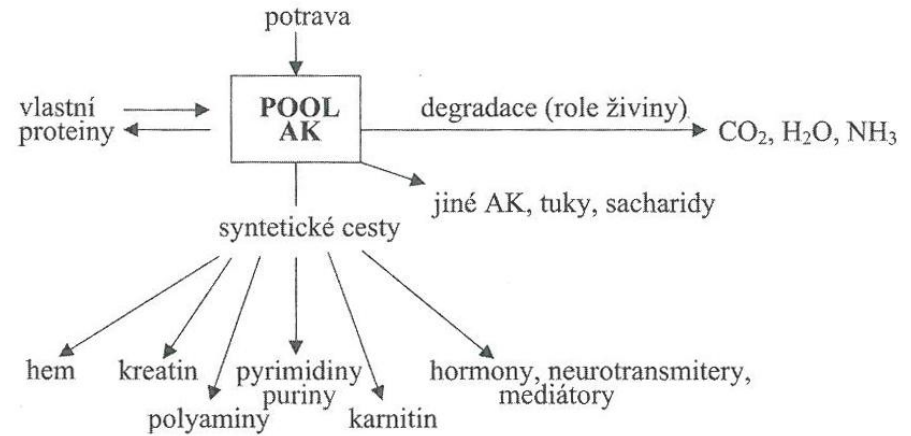 potrava
vlastní
proteiny
POOL
AK
degradace (role živiny)
CO₂, H₂O, NH₃
jiné AK, tuky, sacharidy
syntetické cesty
hem
kreatin
polyaminy
pyrimidiny
puriny
karnitin
hormony, neurotransmitery,
mediátory